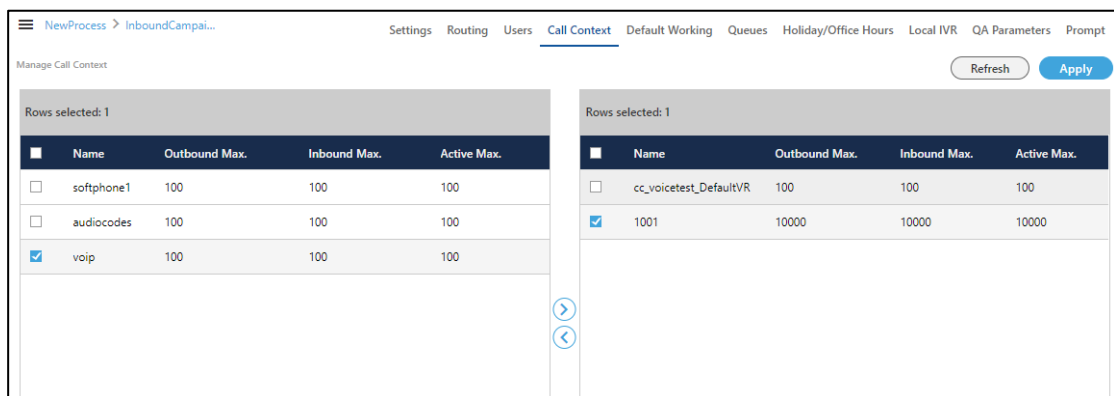 NewProcess > InboundCampai...
Settings Routing Users Call Context Default Working Queues Holiday/Office Hours Local IVR QA Parameters Prompt
Manage Call Context
Refresh Apply
Rows selected: 1
Name Outbound Max. Inbound Max. Active Max.
softphone1 100 100 100
audiocodes 100 100 100
voip 100 100 100
Rows selected: 1
Name Outbound Max. Inbound Max. Active Max.
cc_voicetest_DefaultVR 100 100 100
1001 10000 10000 10000